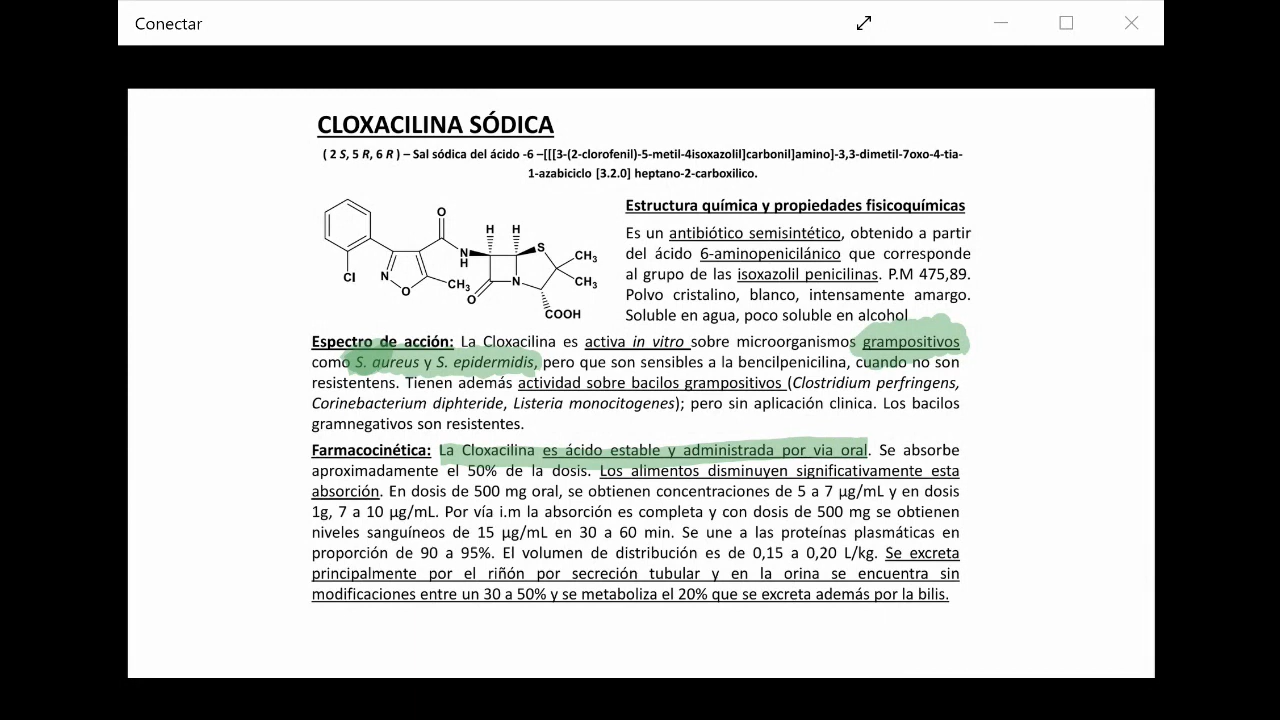 Conectar
CLOXACILINA SÓDICA
( 2 S, 5 R, 6 R ) – Sal sódica del ácido -6 –[[[3-(2-clorofenil)-5-metil-4isoxazolil]carbonil]amino]-3,3-dimetil-7oxo-4-tia-
1-azabiciclo [3.2.0] heptano-2-carboxilico.
Cl
N
O
CH3
O
N
H
H
H
S
N
O
CH3
CH3
COOH
Estructura química y propiedades fisicoquímicas
Es un antibiótico semisintético, obtenido a partir
del ácido 6-aminopenicilánico que corresponde
al grupo de las isoxazolil penicilinas. P.M 475,89.
Polvo cristalino, blanco, intensamente amargo.
Soluble en agua, poco soluble en alcohol
Espectro de acción: La Cloxacilina es activa in vitro sobre microorganismos grampositivos
como S. aureus y S. epidermidis, pero que son sensibles a la bencilpenicilina, cuando no son
resistentens. Tienen además actividad sobre bacilos grampositivos (Clostridium perfringens,
Corinebacterium diphteride, Listeria monocitogenes); pero sin aplicación clinica. Los bacilos
gramnegativos son resistentes.
Farmacocinética: La Cloxacilina es ácido estable y administrada por via oral. Se absorbe
aproximadamente el 50% de la dosis. Los alimentos disminuyen significativamente esta
absorción. En dosis de 500 mg oral, se obtienen concentraciones de 5 a 7 µg/mL y en dosis
1g, 7 a 10 µg/mL. Por vía i.m la absorción es completa y con dosis de 500 mg se obtienen
niveles sanguíneos de 15 µg/mL en 30 a 60 min. Se une a las proteínas plasmáticas en
proporción de 90 a 95%. El volumen de distribución es de 0,15 a 0,20 L/kg. Se excreta
principalmente por el riñón por secreción tubular y en la orina se encuentra sin
modificaciones entre un 30 a 50% y se metaboliza el 20% que se excreta además por la bilis.